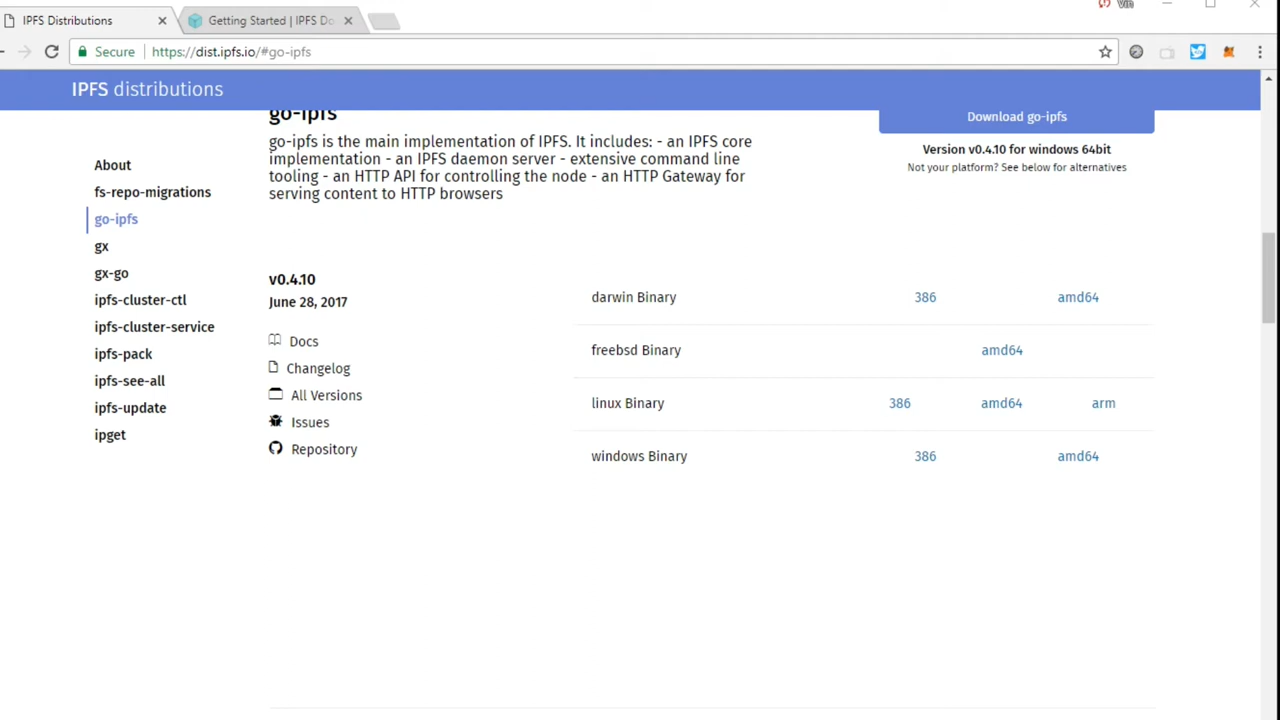 Vin
IPFS Distributions
Getting Started | IPFS Do
Secure
https://dist.ipfs.io/#go-ipfs
IPFS distributions
go-ipfs
Download go-ipfs
go-ipfs is the main implementation of IPFS. It includes: - an IPFS core
implementation - an IPFS daemon server - extensive command line
tooling - an HTTP API for controlling the node - an HTTP Gateway for
serving content to HTTP browsers
Version v0.4.10 for windows 64bit
Not your platform? See below for alternatives
About
fs-repo-migrations
go-ipfs
gx
gx-go
ipfs-cluster-ctl
ipfs-cluster-service
ipfs-pack
ipfs-see-all
ipfs-update
ipget
v0.4.10
June 28, 2017
Docs
Changelog
All Versions
Issues
Repository
darwin Binary 386 amd64
freebsd Binary amd64
linux Binary 386 amd64 arm
windows Binary 386 amd64